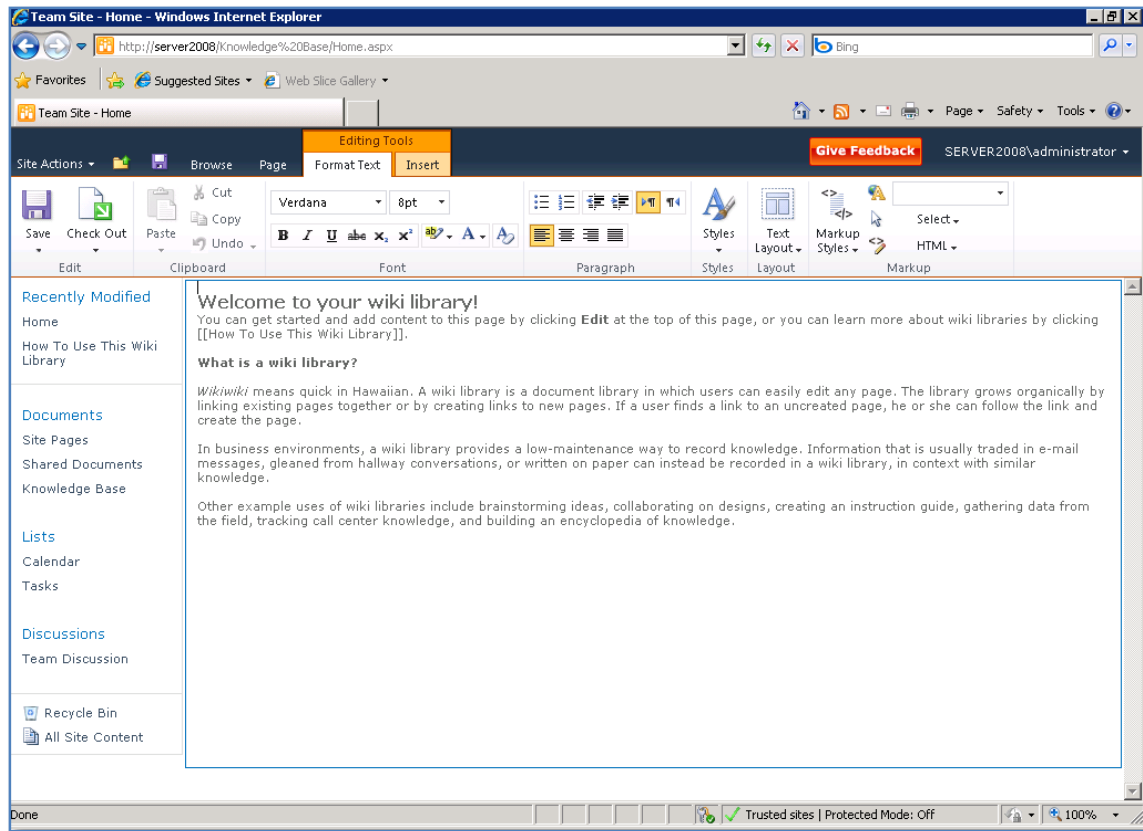 Team Site - Home - Windows Internet Explorer
http://server2008/Knowledge%20Base/Home.aspx
Bing
Favorites
Suggested Sites
Web Slice Gallery
Team Site - Home
Page
Safety
Tools
Editing Tools
Site Actions
Browse
Page
Format Text
Insert
Give Feedback
SERVER2008\administrator
Save
Check Out
Paste
Cut
Copy
Undo
Verdana
8pt
B I U abc X₂ X² ab A A
Styles
Text
Layout
Markup
Styles
Select
HTML
Edit
Clipboard
Font
Paragraph
Styles
Layout
Markup
Recently Modified
Home
How To Use This Wiki
Library
Documents
Site Pages
Shared Documents
Knowledge Base
Lists
Calendar
Tasks
Discussions
Team Discussion
Recycle Bin
All Site Content
Welcome to your wiki library!
You can get started and add content to this page by clicking Edit at the top of this page, or you can learn more about wiki libraries by clicking
[[How To Use This Wiki Library]].
What is a wiki library?
Wikiwiki means quick in Hawaiian. A wiki library is a document library in which users can easily edit any page. The library grows organically by
linking existing pages together or by creating links to new pages. If a user finds a link to an uncreated page, he or she can follow the link and
create the page.
In business environments, a wiki library provides a low-maintenance way to record knowledge. Information that is usually traded in e-mail
messages, gleaned from hallway conversations, or written on paper can instead be recorded in a wiki library, in context with similar
knowledge.
Other example uses of wiki libraries include brainstorming ideas, collaborating on designs, creating an instruction guide, gathering data from
the field, tracking call center knowledge, and building an encyclopedia of knowledge.
Done
Trusted sites | Protected Mode: Off
100%